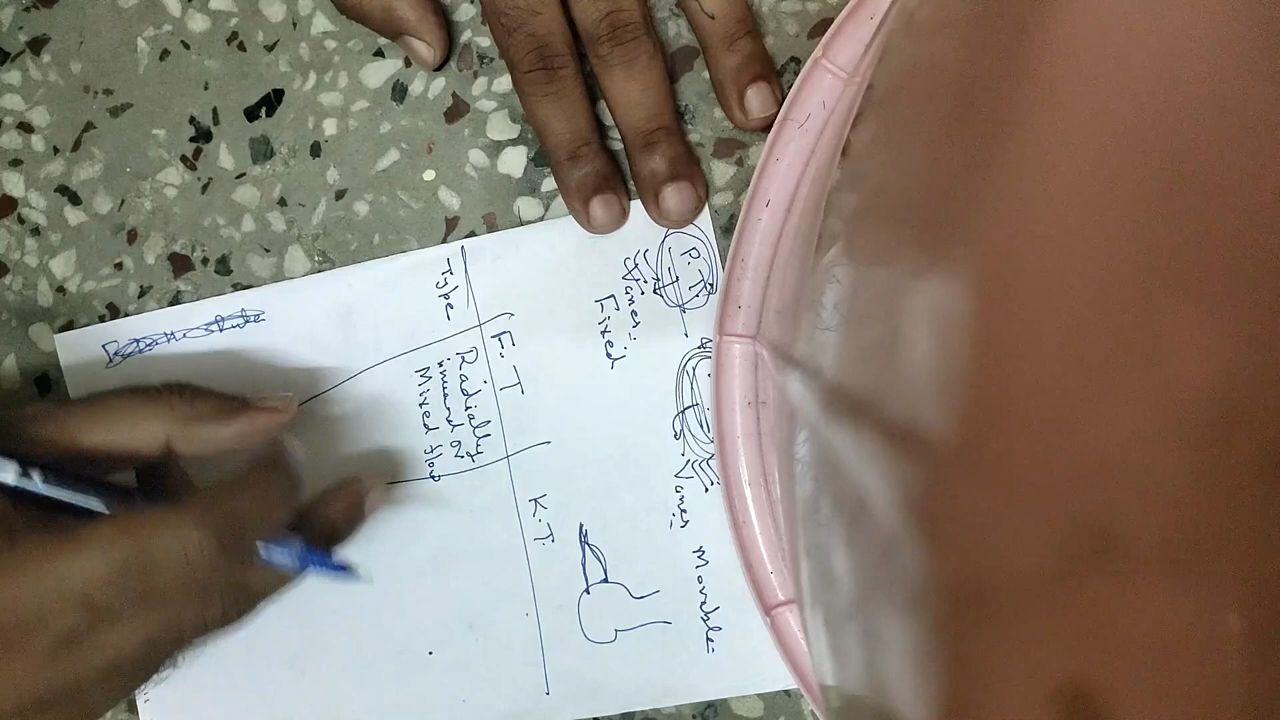 P.T
Vanes =
Fixed
Vanes Movable =
F.T
K.T.
Type
Radially
inward or
Mixed flow